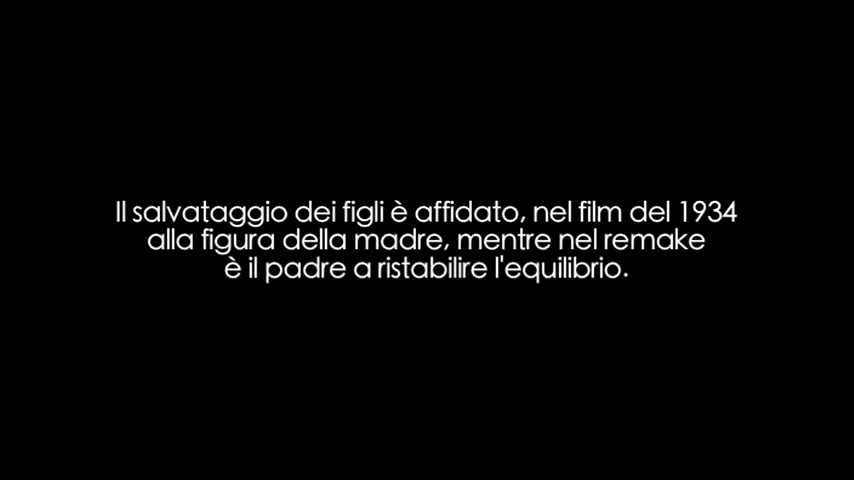 Il salvataggio dei figli è affidato, nel film del 1934
alla figura della madre, mentre nel remake
è il padre a ristabilire l'equilibrio.